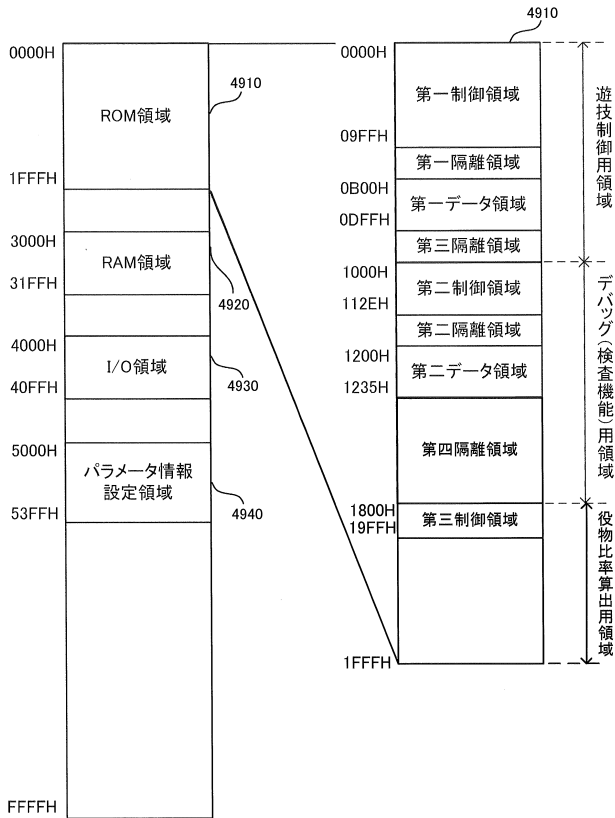 0000H
ROM領域
4910
1FFFH
3000H
RAM領域
31FFH
4920
4000H
I/O領域
4930
40FFH
5000H
パラメータ情報
設定領域
53FFH
4940
FFFFH
4910
0000H
第一制御領域
09FFH
第一隔離領域
0B00H
第一データ領域
0DFFH
第三隔離領域
1000H
第二制御領域
112EH
第二隔離領域
1200H
第二データ領域
1235H
第四隔離領域
1800H
19FFH
第三制御領域
1FFFH
遊技制御用領域
デバッグ(検査機能)用領域
役物比率算出用領域